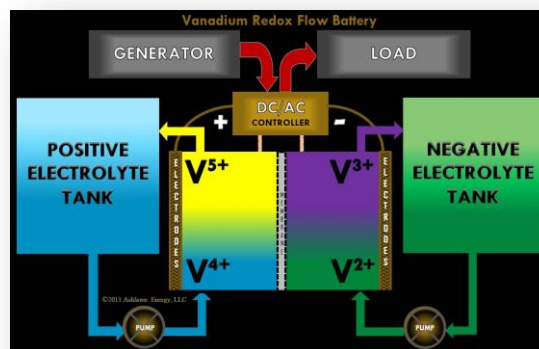 Vanadium Redox Flow Battery
GENERATOR
LOAD
DC/AC
CONTROLLER
+
-
POSITIVE
ELECTROLYTE
TANK
ELECTRODES
V5+
V4+
MEMBRANE
V3+
V2+
ELECTRODES
NEGATIVE
ELECTROLYTE
TANK
©2011 Ashlawn Energy, LLC
PUMP
PUMP